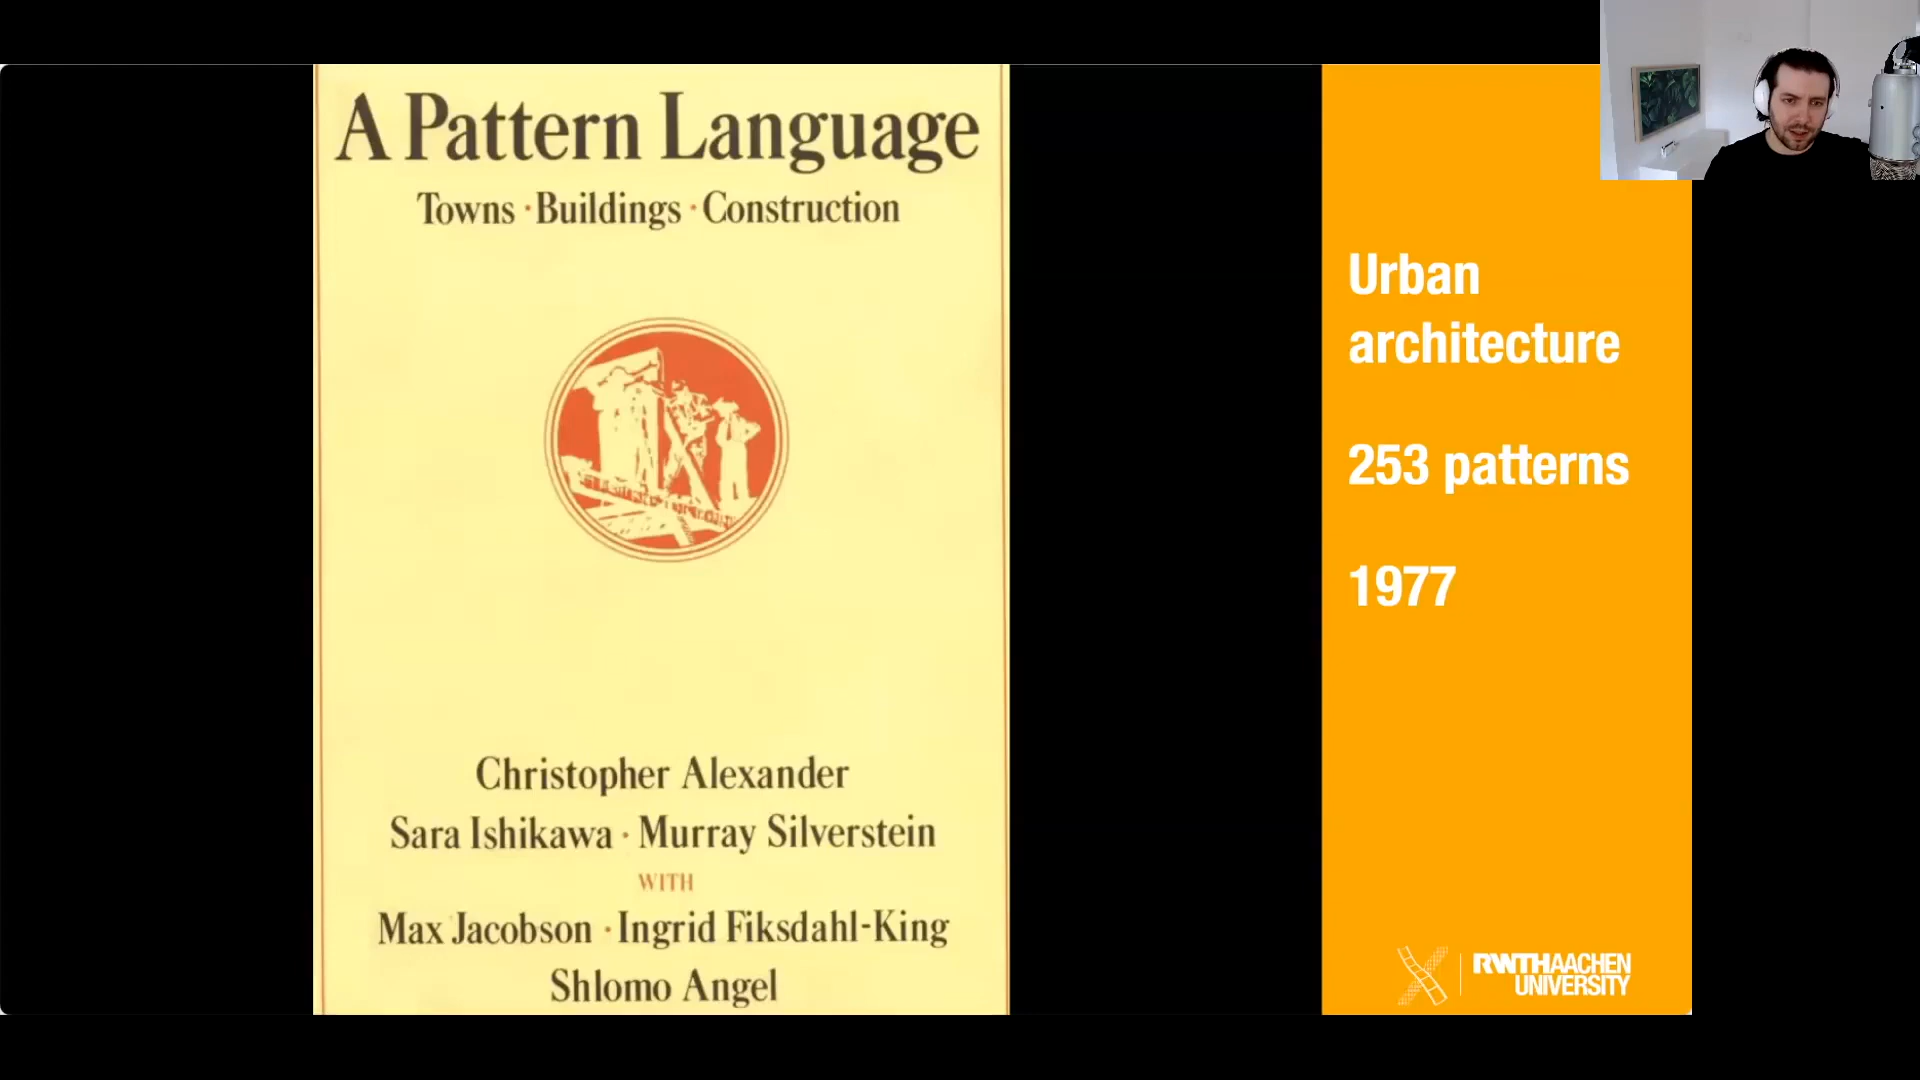 A Pattern Language
Towns · Buildings · Construction
Christopher Alexander
Sara Ishikawa · Murray Silverstein
WITH
Max Jacobson · Ingrid Fiksdahl-King
Shlomo Angel
Urban
architecture
253 patterns
1977
RWTHAACHEN
UNIVERSITY